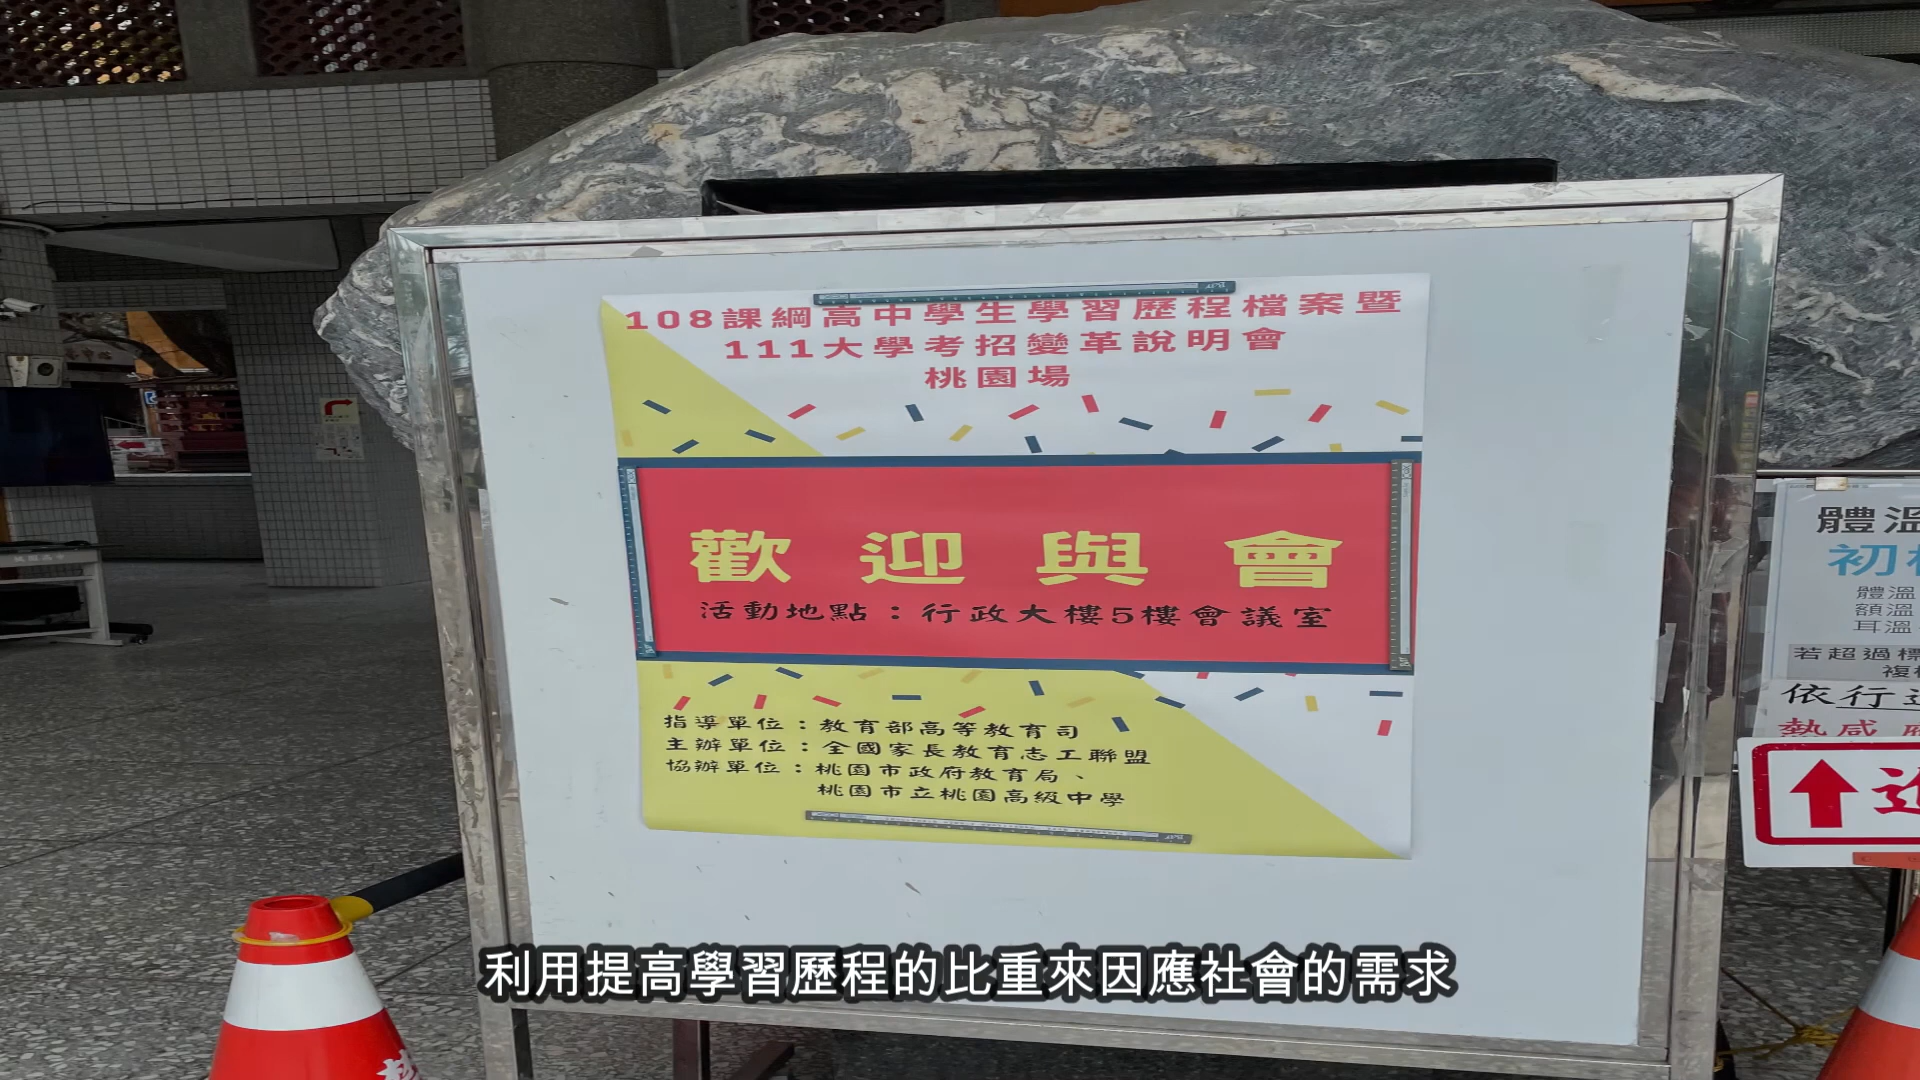 108課綱高中學生學習歷程檔案暨
111大學考招變革說明會
桃園場
歡迎與會
活動地點：行政大樓5樓會議室
指導單位：教育部高等教育司
主辦單位：全國家長教育志工聯盟
協辦單位：桃園市政府教育局、
桃園市立桃園高級中學
體溫
初
體溫
額溫
耳溫
若超過標
複
依行
熱感
利用提高學習歷程的比重來因應社會的需求